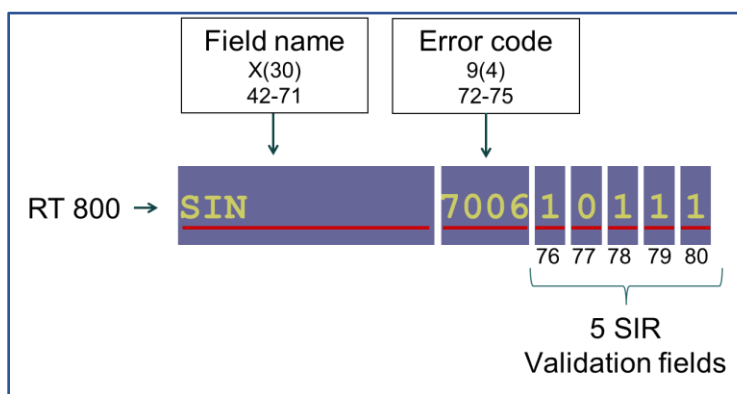 Field name
X(30)
42-71
Error code
9(4)
72-75
RT 800 → SIN 7006 1 0 1 1 1
76 77 78 79 80
5 SIR
Validation fields